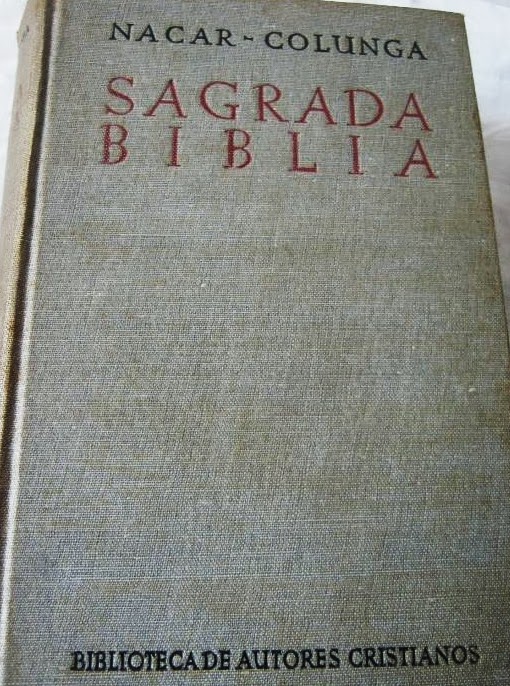 NACAR-COLUNGA
SAGRADA
BIBLIA
BIBLIOTECA DE AUTORES CRISTIANOS